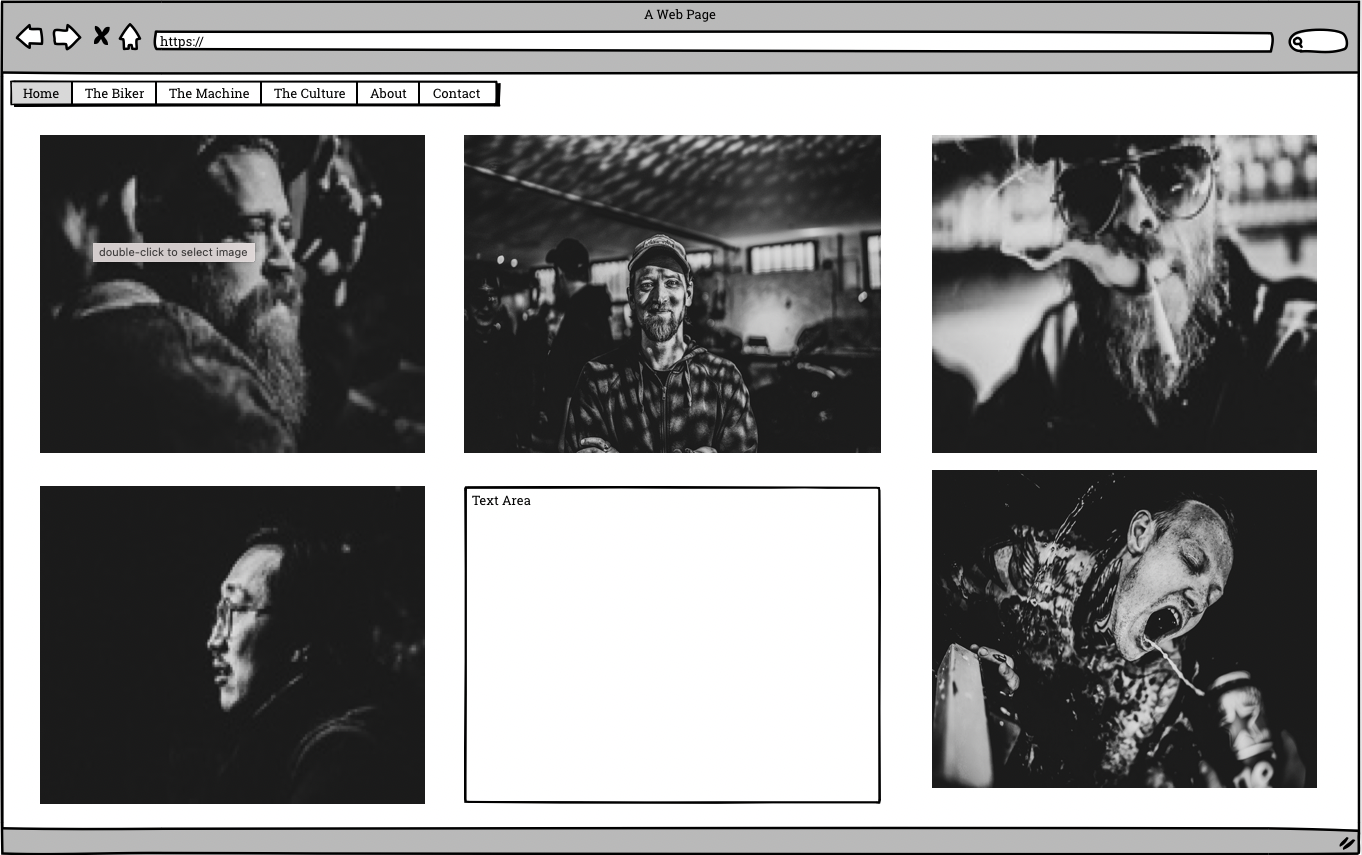 A Web Page
https://
Home The Biker The Machine The Culture About Contact
double-click to select image
Text Area